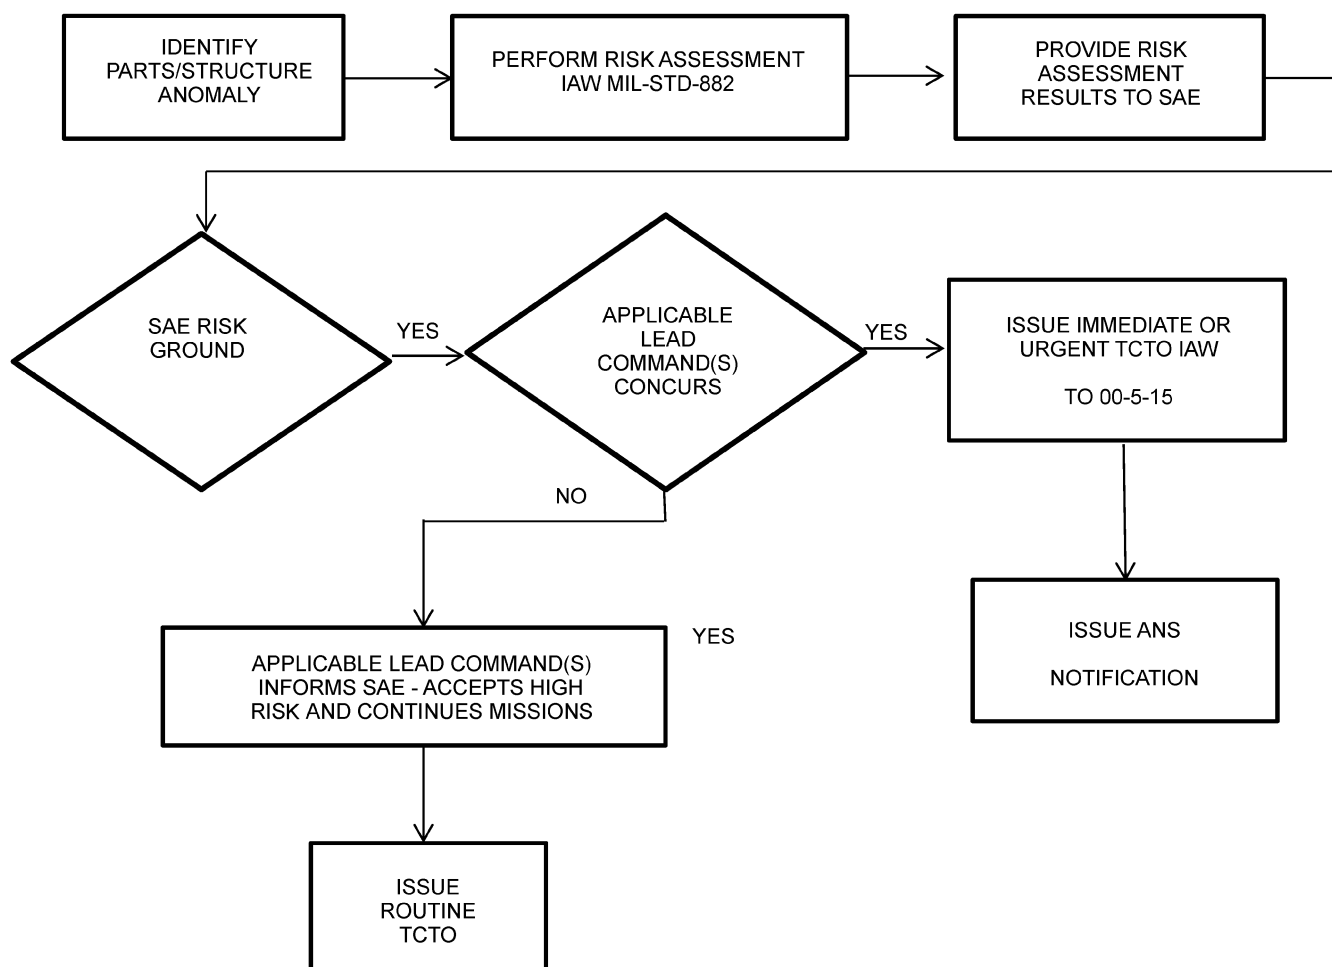 IDENTIFY
PARTS/STRUCTURE
ANOMALY
PERFORM RISK ASSESSMENT
IAW MIL-STD-882
PROVIDE RISK
ASSESSMENT
RESULTS TO SAE
SAE RISK
GROUND
YES
APPLICABLE
LEAD
COMMAND(S)
CONCURS
YES
ISSUE IMMEDIATE OR
URGENT TCTO IAW
TO 00-5-15
NO
ISSUE ANS
NOTIFICATION
YES
APPLICABLE LEAD COMMAND(S)
INFORMS SAE - ACCEPTS HIGH
RISK AND CONTINUES MISSIONS
ISSUE
ROUTINE
TCTO